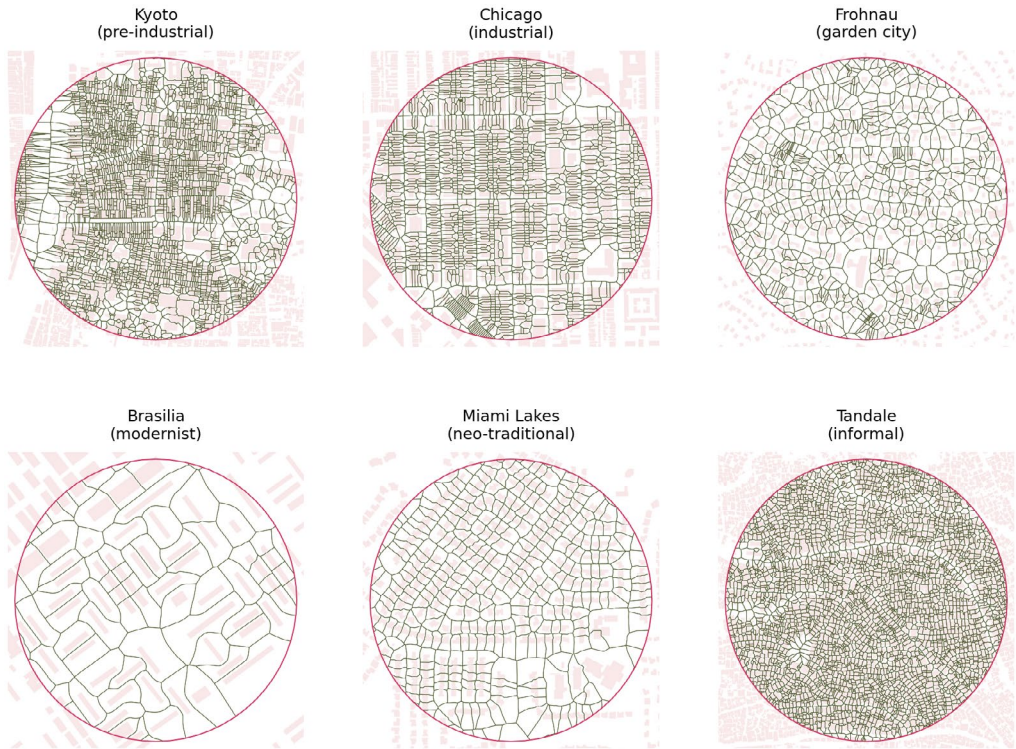 Kyoto
(pre-industrial)
Chicago
(industrial)
Frohnau
(garden city)
Brasilia
(modernist)
Miami Lakes
(neo-traditional)
Tandale
(informal)